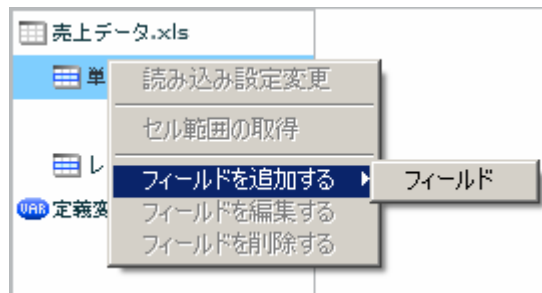 売上データ.xls
単
読み込み設定変更
セル範囲の取得
レ
フィールドを追加する
フィールド
VAR 定義変
フィールドを編集する
フィールドを削除する